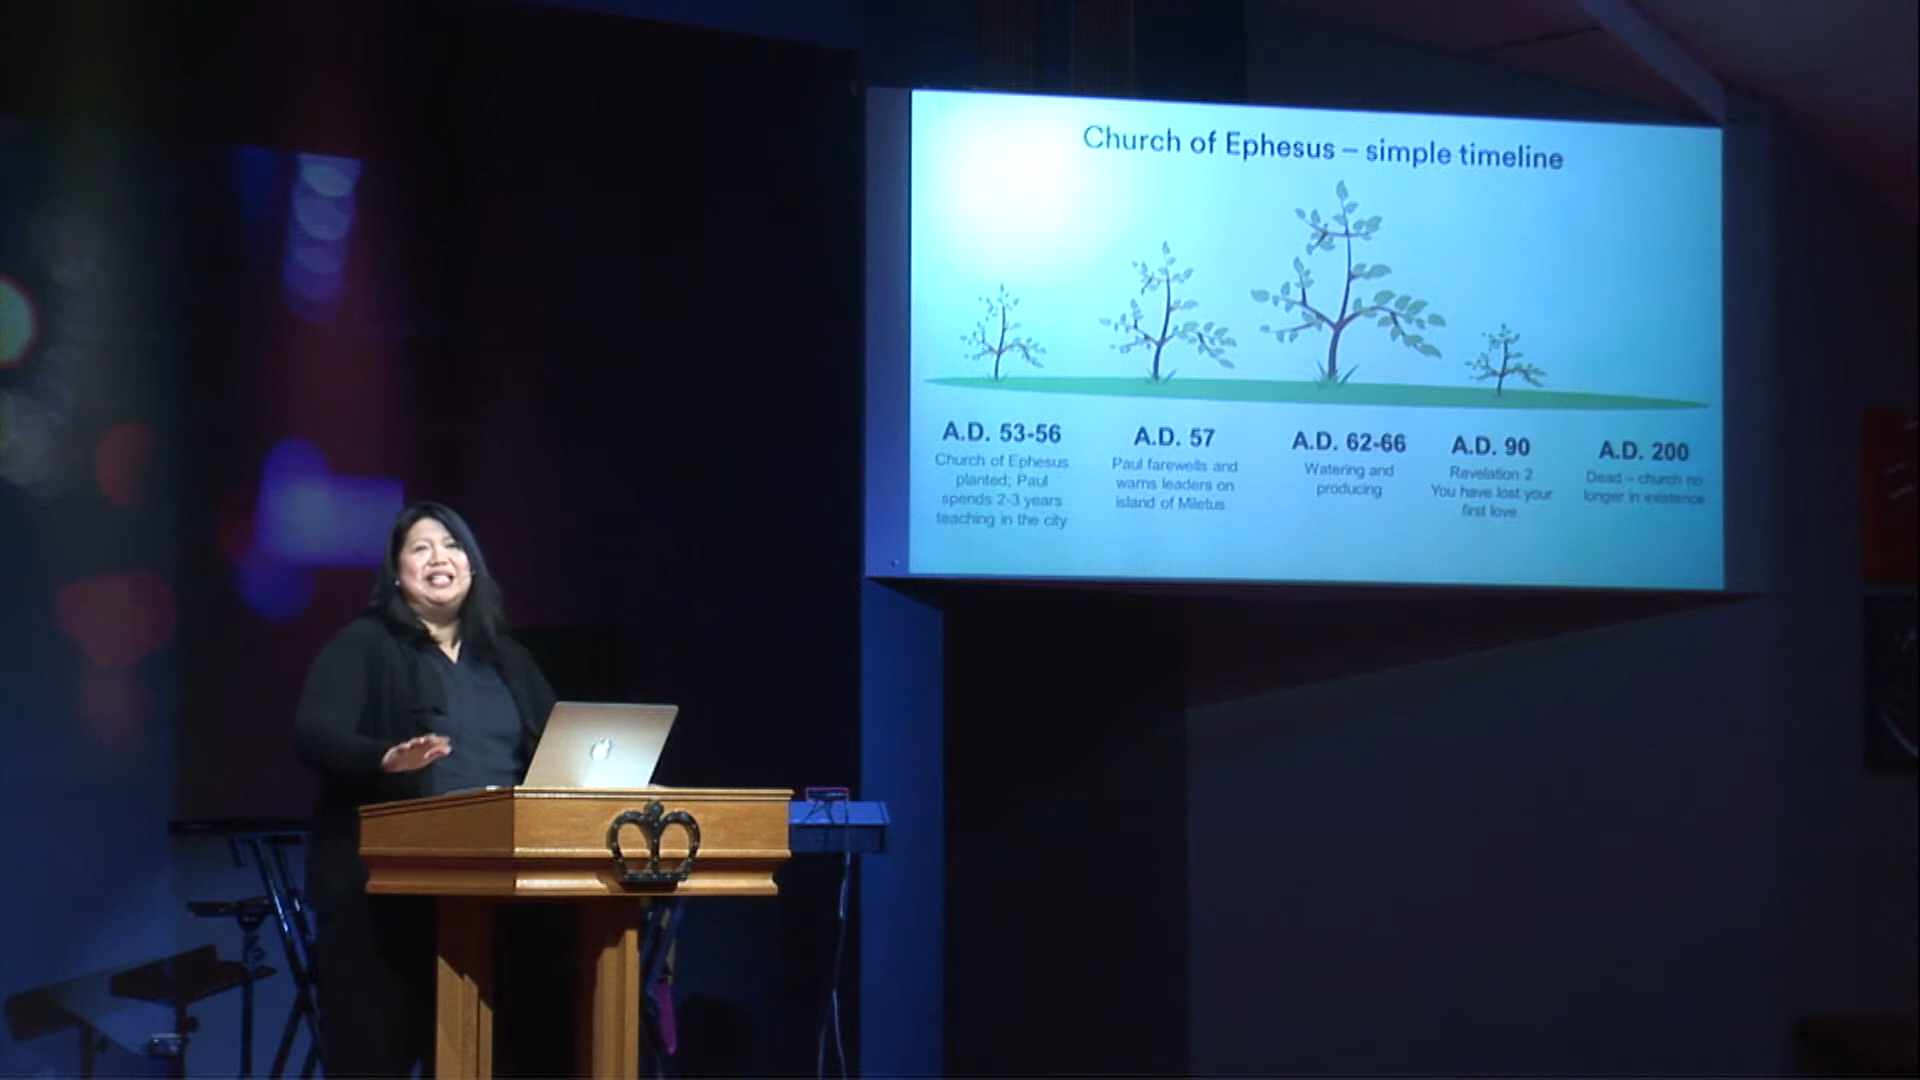 Church of Ephesus – simple timeline
A.D. 53-56
Church of Ephesus
planted; Paul
spends 2-3 years
teaching in the city
A.D. 57
Paul farewells and
warns leaders on
island of Miletus
A.D. 62-66
Watering and
producing
A.D. 90
Revelation 2
You have lost your
first love.
A.D. 200
Dead – church no
longer in existence